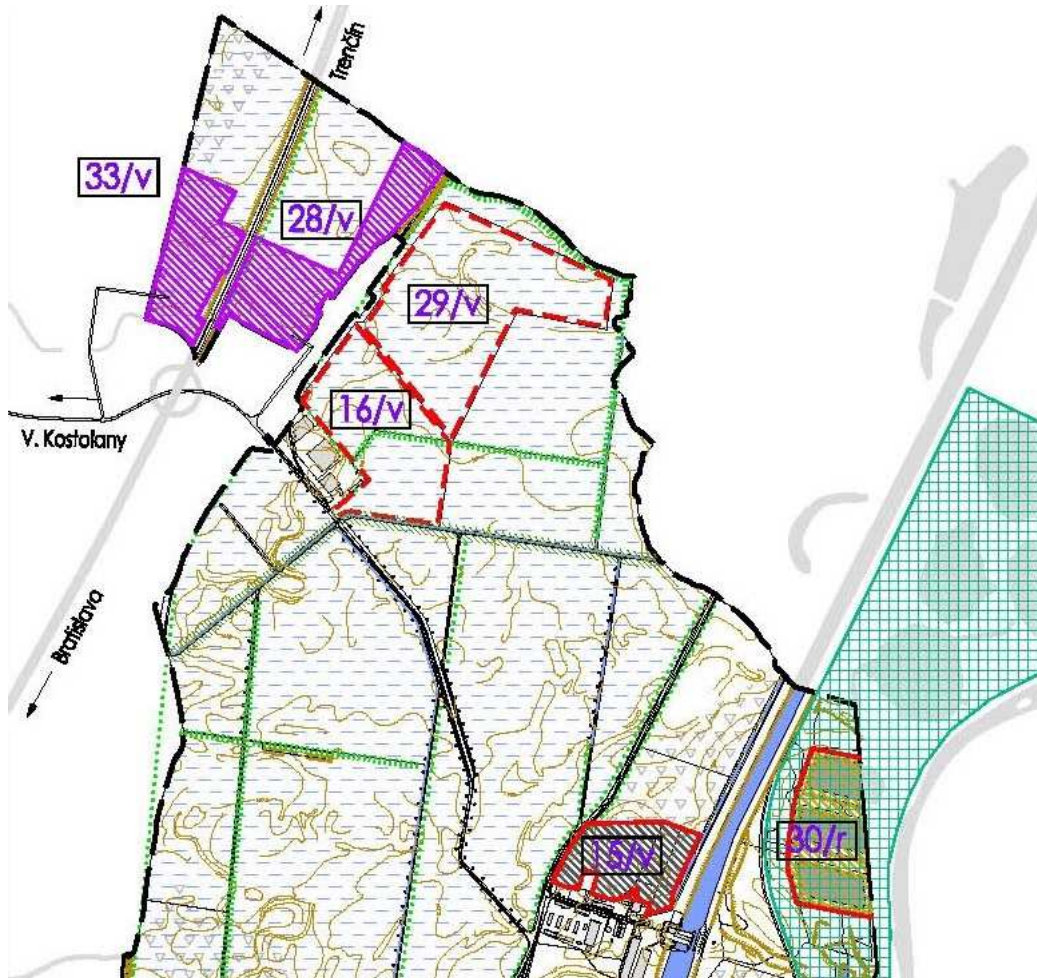 Trenčín
33/v
28/v
29/v
16/v
V. Kostolany
Bratislava
15/v
30/r